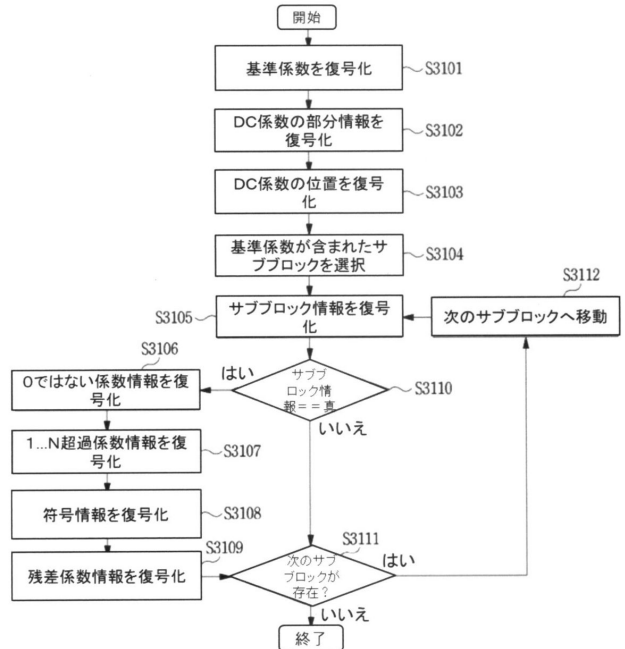 開始
基準係数を復号化
S3101
DC係数の部分情報を
復号化
S3102
DC係数の位置を復号
化
S3103
基準係数が含まれたサ
ブブロックを選択
S3104
S3112
S3105
サブブロック情報を復号
化
次のサブブロックへ移動
S3106
はい
サブブ
ロック情
報==真
S3110
0ではない係数情報を復
号化
いいえ
1...N超過係数情報を復
号化
S3107
符号情報を復号化
S3108
S3109
S3111
残差係数情報を復号化
次のサブ
ブロックが
存在?
はい
いいえ
終了